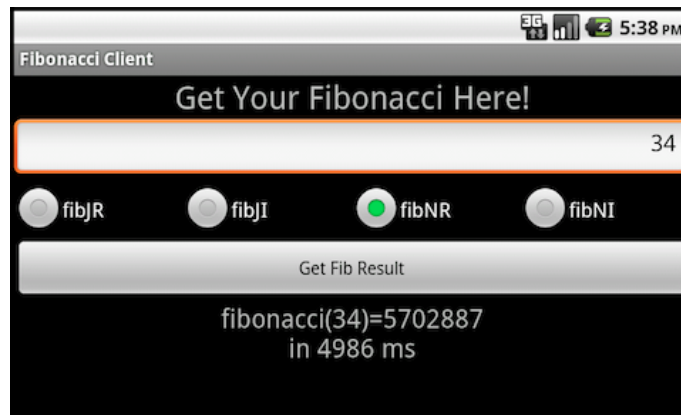 3G 5:38 PM
Fibonacci Client
Get Your Fibonacci Here!
34
fibJR fibJI fibNR fibNI
Get Fib Result
fibonacci(34)=5702887
in 4986 ms